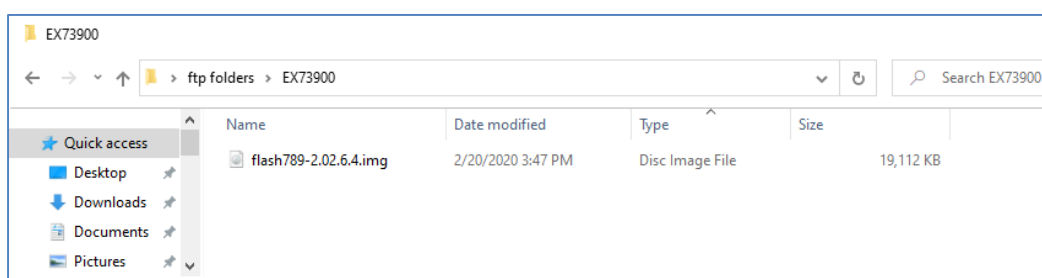 EX73900
ftp folders > EX73900
Search EX73900
Name Date modified Type Size
Quick access
flash789-2.02.6.4.img 2/20/2020 3:47 PM Disc Image File 19,112 KB
Desktop
Downloads
Documents
Pictures